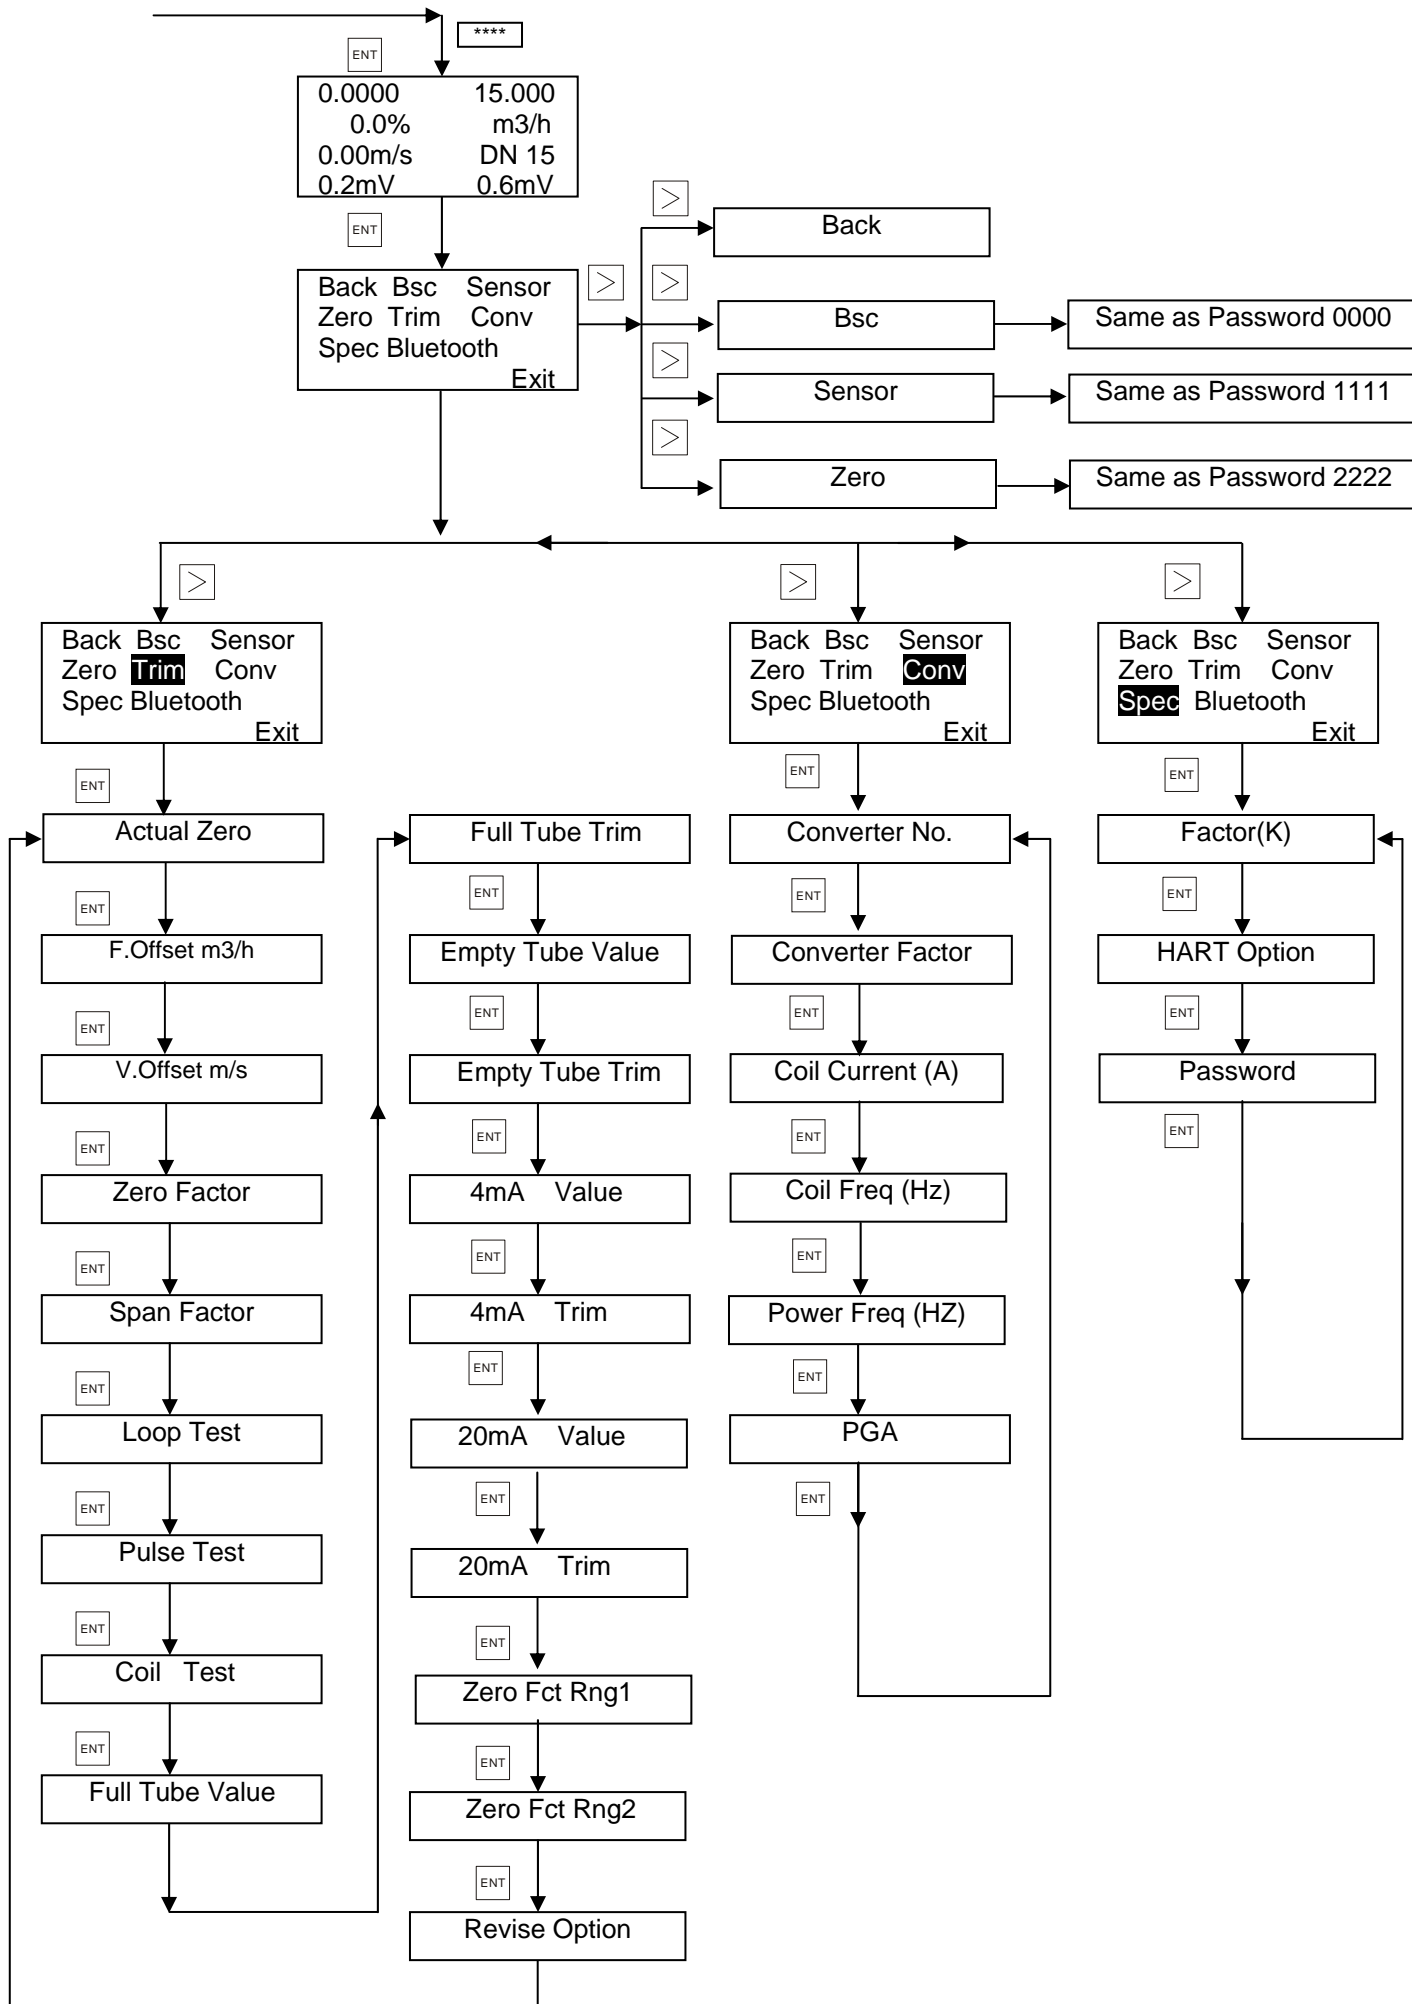 ****
ENT
0.0000 15.000
0.0% m3/h
0.00m/s DN 15
0.2mV 0.6mV
ENT
>
Back
Back Bsc Sensor
Zero Trim Conv
Spec Bluetooth
Exit
>
>
Bsc
Same as Password 0000
>
Sensor
Same as Password 1111
>
Zero
Same as Password 2222
>
Back Bsc Sensor
Zero Trim Conv
Spec Bluetooth
Exit
ENT
Actual Zero
ENT
F.Offset m3/h
ENT
V.Offset m/s
ENT
Zero Factor
ENT
Span Factor
ENT
Loop Test
ENT
Pulse Test
ENT
Coil Test
ENT
Full Tube Value
Full Tube Trim
ENT
Empty Tube Value
ENT
Empty Tube Trim
ENT
4mA Value
ENT
4mA Trim
ENT
20mA Value
ENT
20mA Trim
ENT
Zero Fct Rng1
ENT
Zero Fct Rng2
ENT
Revise Option
>
Back Bsc Sensor
Zero Trim Conv
Spec Bluetooth
Exit
ENT
Converter No.
ENT
Converter Factor
ENT
Coil Current (A)
ENT
Coil Freq (Hz)
ENT
Power Freq (HZ)
ENT
PGA
ENT
>
Back Bsc Sensor
Zero Trim Conv
Spec Bluetooth
Exit
ENT
Factor(K)
ENT
HART Option
ENT
Password
ENT